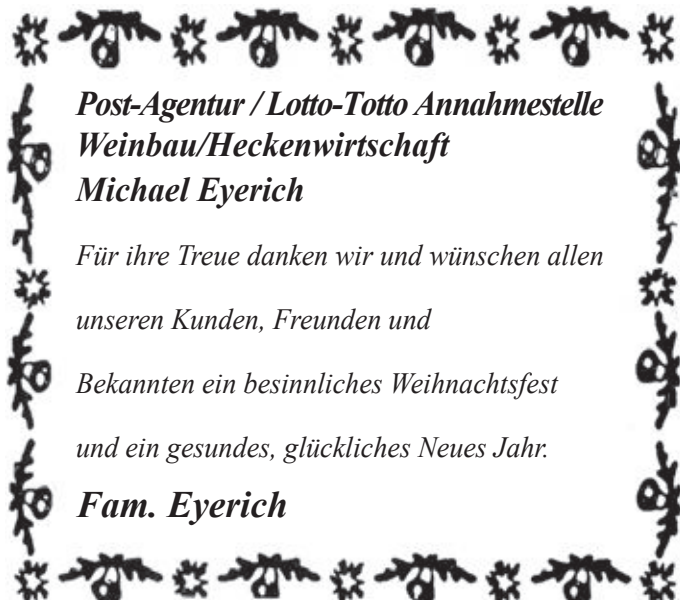 Post-Agentur / Lotto-Totto Annahmestelle
Weinbau/Heckenwirtschaft
Michael Eyerich
Für ihre Treue danken wir und wünschen allen
unseren Kunden, Freunden und
Bekannten ein besinnliches Weihnachtsfest
und ein gesundes, glückliches Neues Jahr.
Fam. Eyerich